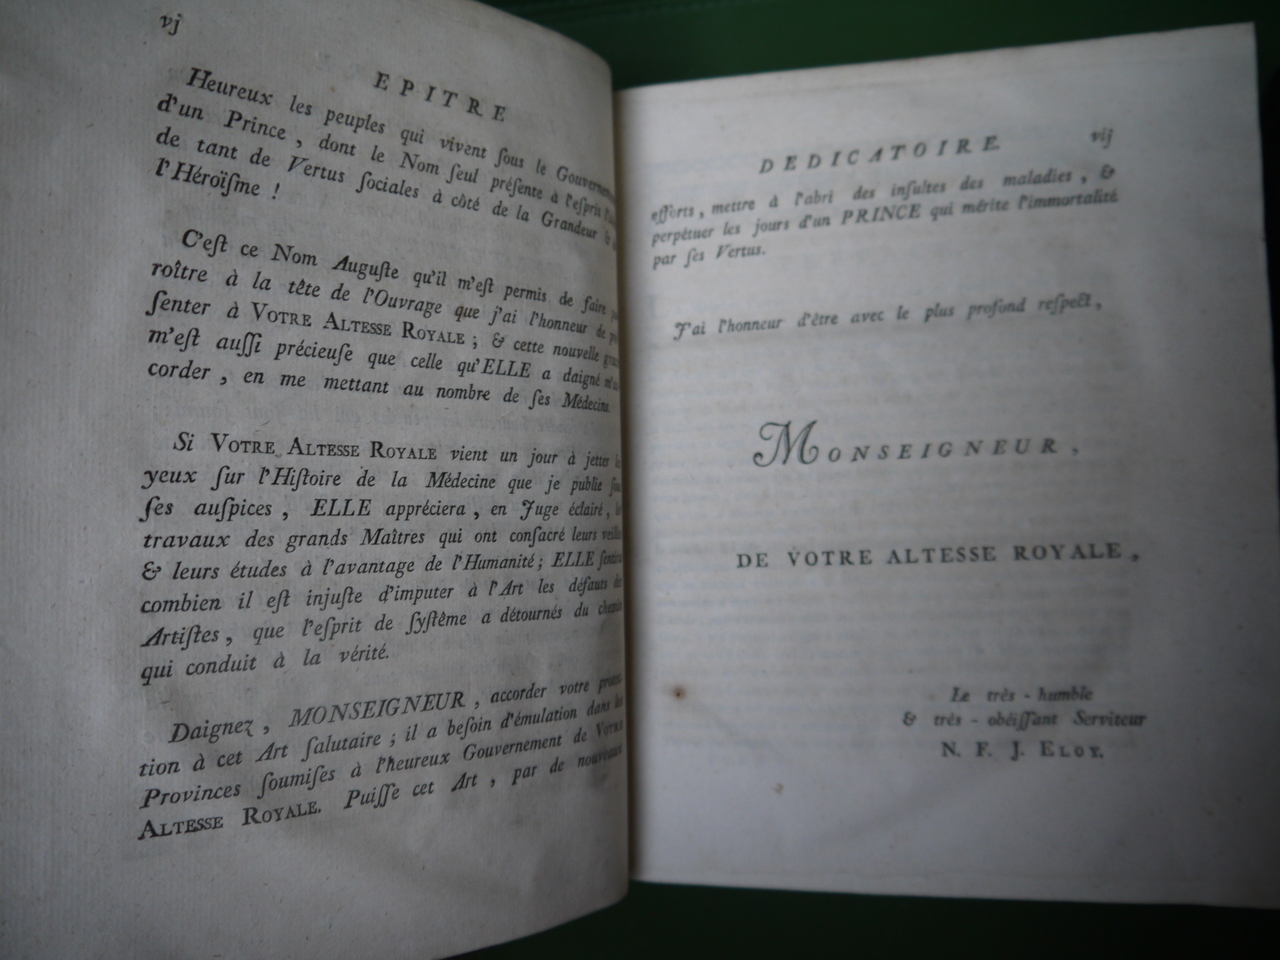 vj
EPITRE
Heureux les peuples qui vivent ſous le
d'un Prince, dont le Nom ſeul préſente à l'eſprit
de tant de Vertus ſociales à côté de la Grandeur &
l'Héroïſme !
C'eſt ce Nom Auguſte qu'il m'eſt permis de faire
roître à la tête de l'Ouvrage que j'ai l'honneur de
ſenter à VOTRE ALTESSE ROYALE ; & cette nouvelle
m'eſt auſſi précieuſe que celle qu'ELLE a daigné
corder, en me mettant au nombre de ſes Médecins.
Si VOTRE ALTESSE ROYALE vient un jour à jetter
yeux ſur l'Hiſtoire de la Médecine que je publie
ſes auſpices, ELLE appréciera, en Juge éclairé,
travaux des grands Maîtres qui ont conſacré leurs
& leurs études à l'avantage de l'Humanité; ELLE
combien il eſt injuſte d'imputer à l'Art les défauts
Artiſtes, que l'eſprit de ſyſtême a détournés du chemin
qui conduit à la vérité.
Daignez, MONSEIGNEUR, accorder votre
tion à cet Art ſalutaire ; il a beſoin d'émulation dans
Provinces ſoumiſes à l'heureux Gouvernement de VOTRE
ALTESSE ROYALE. Puiſſe cet Art, par de nouveaux
DEDICATOIRE. vij
efforts, mettre à l'abri des inſultes des maladies, &
perpétuer les jours d'un PRINCE qui mérite l'immortalité
par ſes Vertus.
J'ai l'honneur d'être avec le plus profond reſpect,
MONSEIGNEUR,
DE VOTRE ALTESSE ROYALE,
Le très-humble
& très-obéiſſant Serviteur
N. F. J. ELOY.